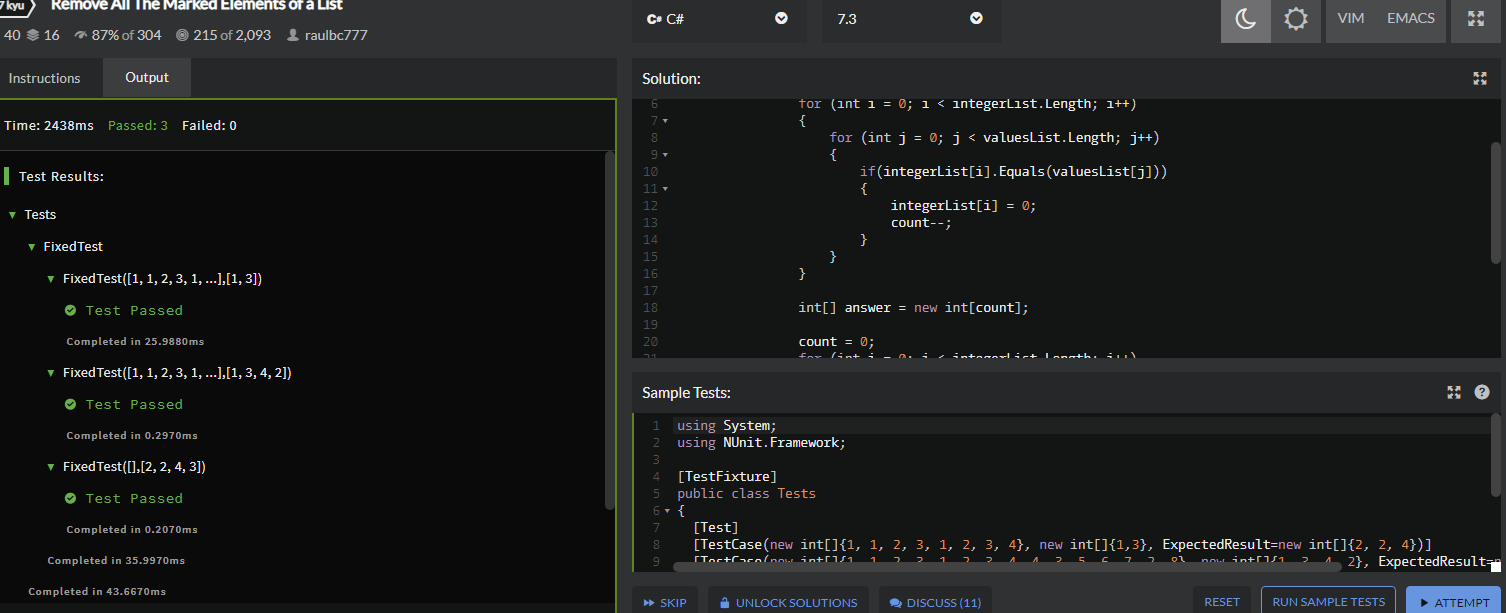 7 kyu
Remove All The Marked Elements of a List
40 16 87% of 304 215 of 2,093 raulbc777
C# C#
7.3
VIM EMACS
Instructions Output
Time: 2438ms Passed: 3 Failed: 0
Test Results:
Tests
FixedTest
FixedTest([1, 1, 2, 3, 1, …],[1, 3])
Test Passed
Completed in 25.9880ms
FixedTest([1, 1, 2, 3, 1, …],[1, 3, 4, 2])
Test Passed
Completed in 0.2970ms
FixedTest([],[2, 2, 4, 3])
Test Passed
Completed in 0.2070ms
Completed in 35.9970ms
Completed in 43.6670ms
Solution:
6 for (int i = 0; i < integerList.Length; i++)
7 {
8 for (int j = 0; j < valuesList.Length; j++)
9 {
10 if(integerList[i].Equals(valuesList[j]))
11 {
12 integerList[i] = 0;
13 count--;
14 }
15 }
16 }
17
18 int[] answer = new int[count];
19
20 count = 0;
21 for (int i = 0; i < integerList.Length; i++)
Sample Tests:
?
1 using System;
2 using NUnit.Framework;
3
4 [TestFixture]
5 public class Tests
6 {
7 [Test]
8 [TestCase(new int[]{1, 1, 2, 3, 1, 2, 3, 4}, new int[]{1,3}, ExpectedResult=new int[]{2, 2, 4})]
9 [TestCase(new int[]{1, 1, 2, 3, 1, 2, 3, 4, 4, 3, 5, 6, 7, 2, 8}, new int[]{1, 3, 4, 2}, ExpectedResult=n
SKIP UNLOCK SOLUTIONS DISCUSS (11) RESET RUN SAMPLE TESTS ATTEMPT